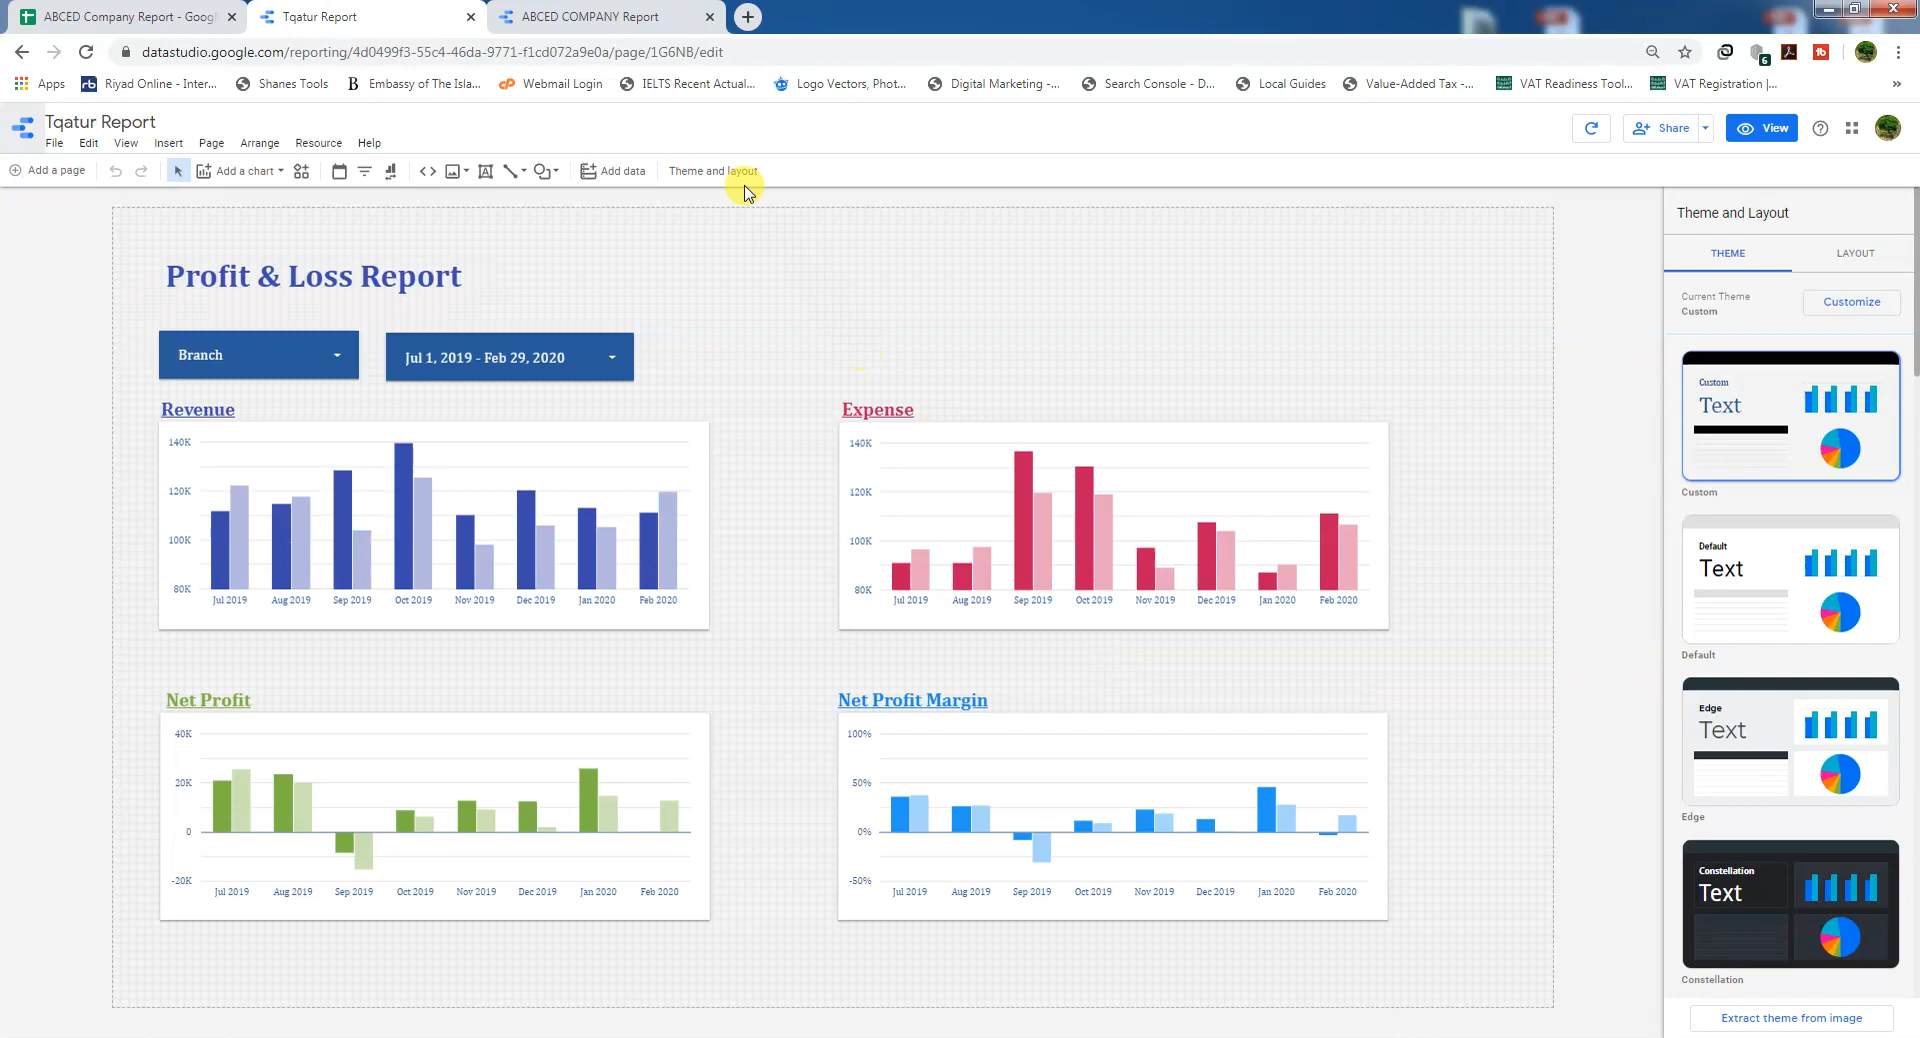 ABCED Company Report - Goog
Tqatur Report
ABCED COMPANY Report
datastudio.google.com/reporting/4d0499f3-55c4-46da-9771-f1cd072a9e0a/page/1G6NB/edit
6
Apps
Riyad Online - Inter...
Shanes Tools
Embassy of The Isla...
Webmail Login
IELTS Recent Actual...
Logo Vectors, Phot...
Digital Marketing -...
Search Console - D...
Local Guides
Value-Added Tax -...
VAT Readiness Tool...
VAT Registration |...
Tqatur Report
File Edit View Insert Page Arrange Resource Help
Share
View
Add a page
Add a chart
Add data
Theme and layout
Profit & Loss Report
Branch
Jul 1, 2019 - Feb 29, 2020
Revenue
140K
120K
100K
80K
Jul 2019 Aug 2019 Sep 2019 Oct 2019 Nov 2019 Dec 2019 Jan 2020 Feb 2020
Expense
140K
120K
100K
80K
Jul 2019 Aug 2019 Sep 2019 Oct 2019 Nov 2019 Dec 2019 Jan 2020 Feb 2020
Net Profit
40K
20K
0
-20K
Jul 2019 Aug 2019 Sep 2019 Oct 2019 Nov 2019 Dec 2019 Jan 2020 Feb 2020
Net Profit Margin
100%
50%
0%
-50%
Jul 2019 Aug 2019 Sep 2019 Oct 2019 Nov 2019 Dec 2019 Jan 2020 Feb 2020
Theme and Layout
THEME
LAYOUT
Current Theme
Custom
Customize
Custom
Text
Custom
Default
Text
Default
Edge
Text
Edge
Constellation
Text
Constellation
Extract theme from image